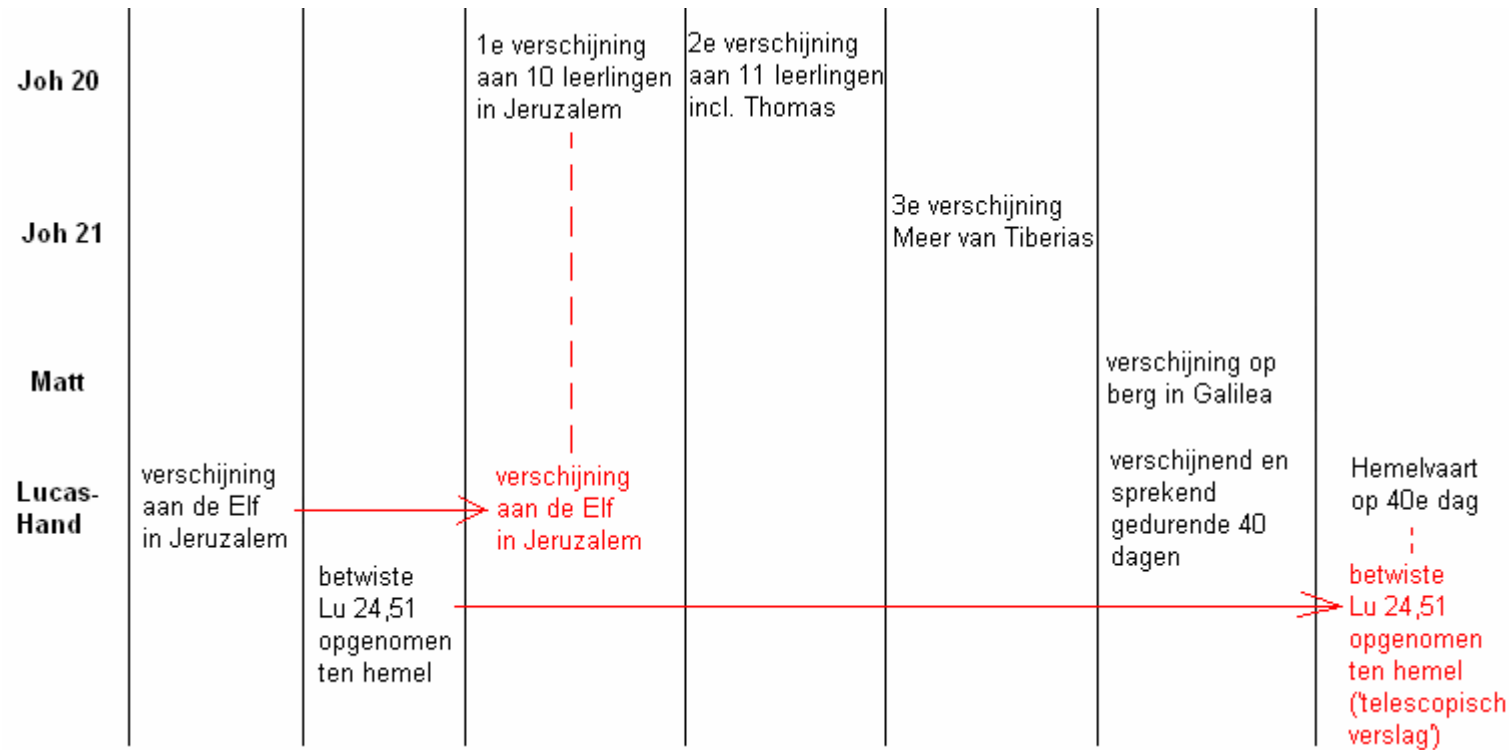 Joh 20
1e verschijning
aan 10 leerlingen
in Jeruzalem
2e verschijning
aan 11 leerlingen
incl. Thomas
Joh 21
3e verschijning
Meer van Tiberias
Matt
verschijning op
berg in Galilea
Lucas-
Hand
verschijning
aan de Elf
in Jeruzalem
betwiste
Lu 24,51
opgenomen
ten hemel
verschijning
aan de Elf
in Jeruzalem
verschijnend en
sprekend
gedurende 40
dagen
Hemelvaart
op 40e dag
betwiste
Lu 24,51
opgenomen
ten hemel
('telescopisch
verslag')